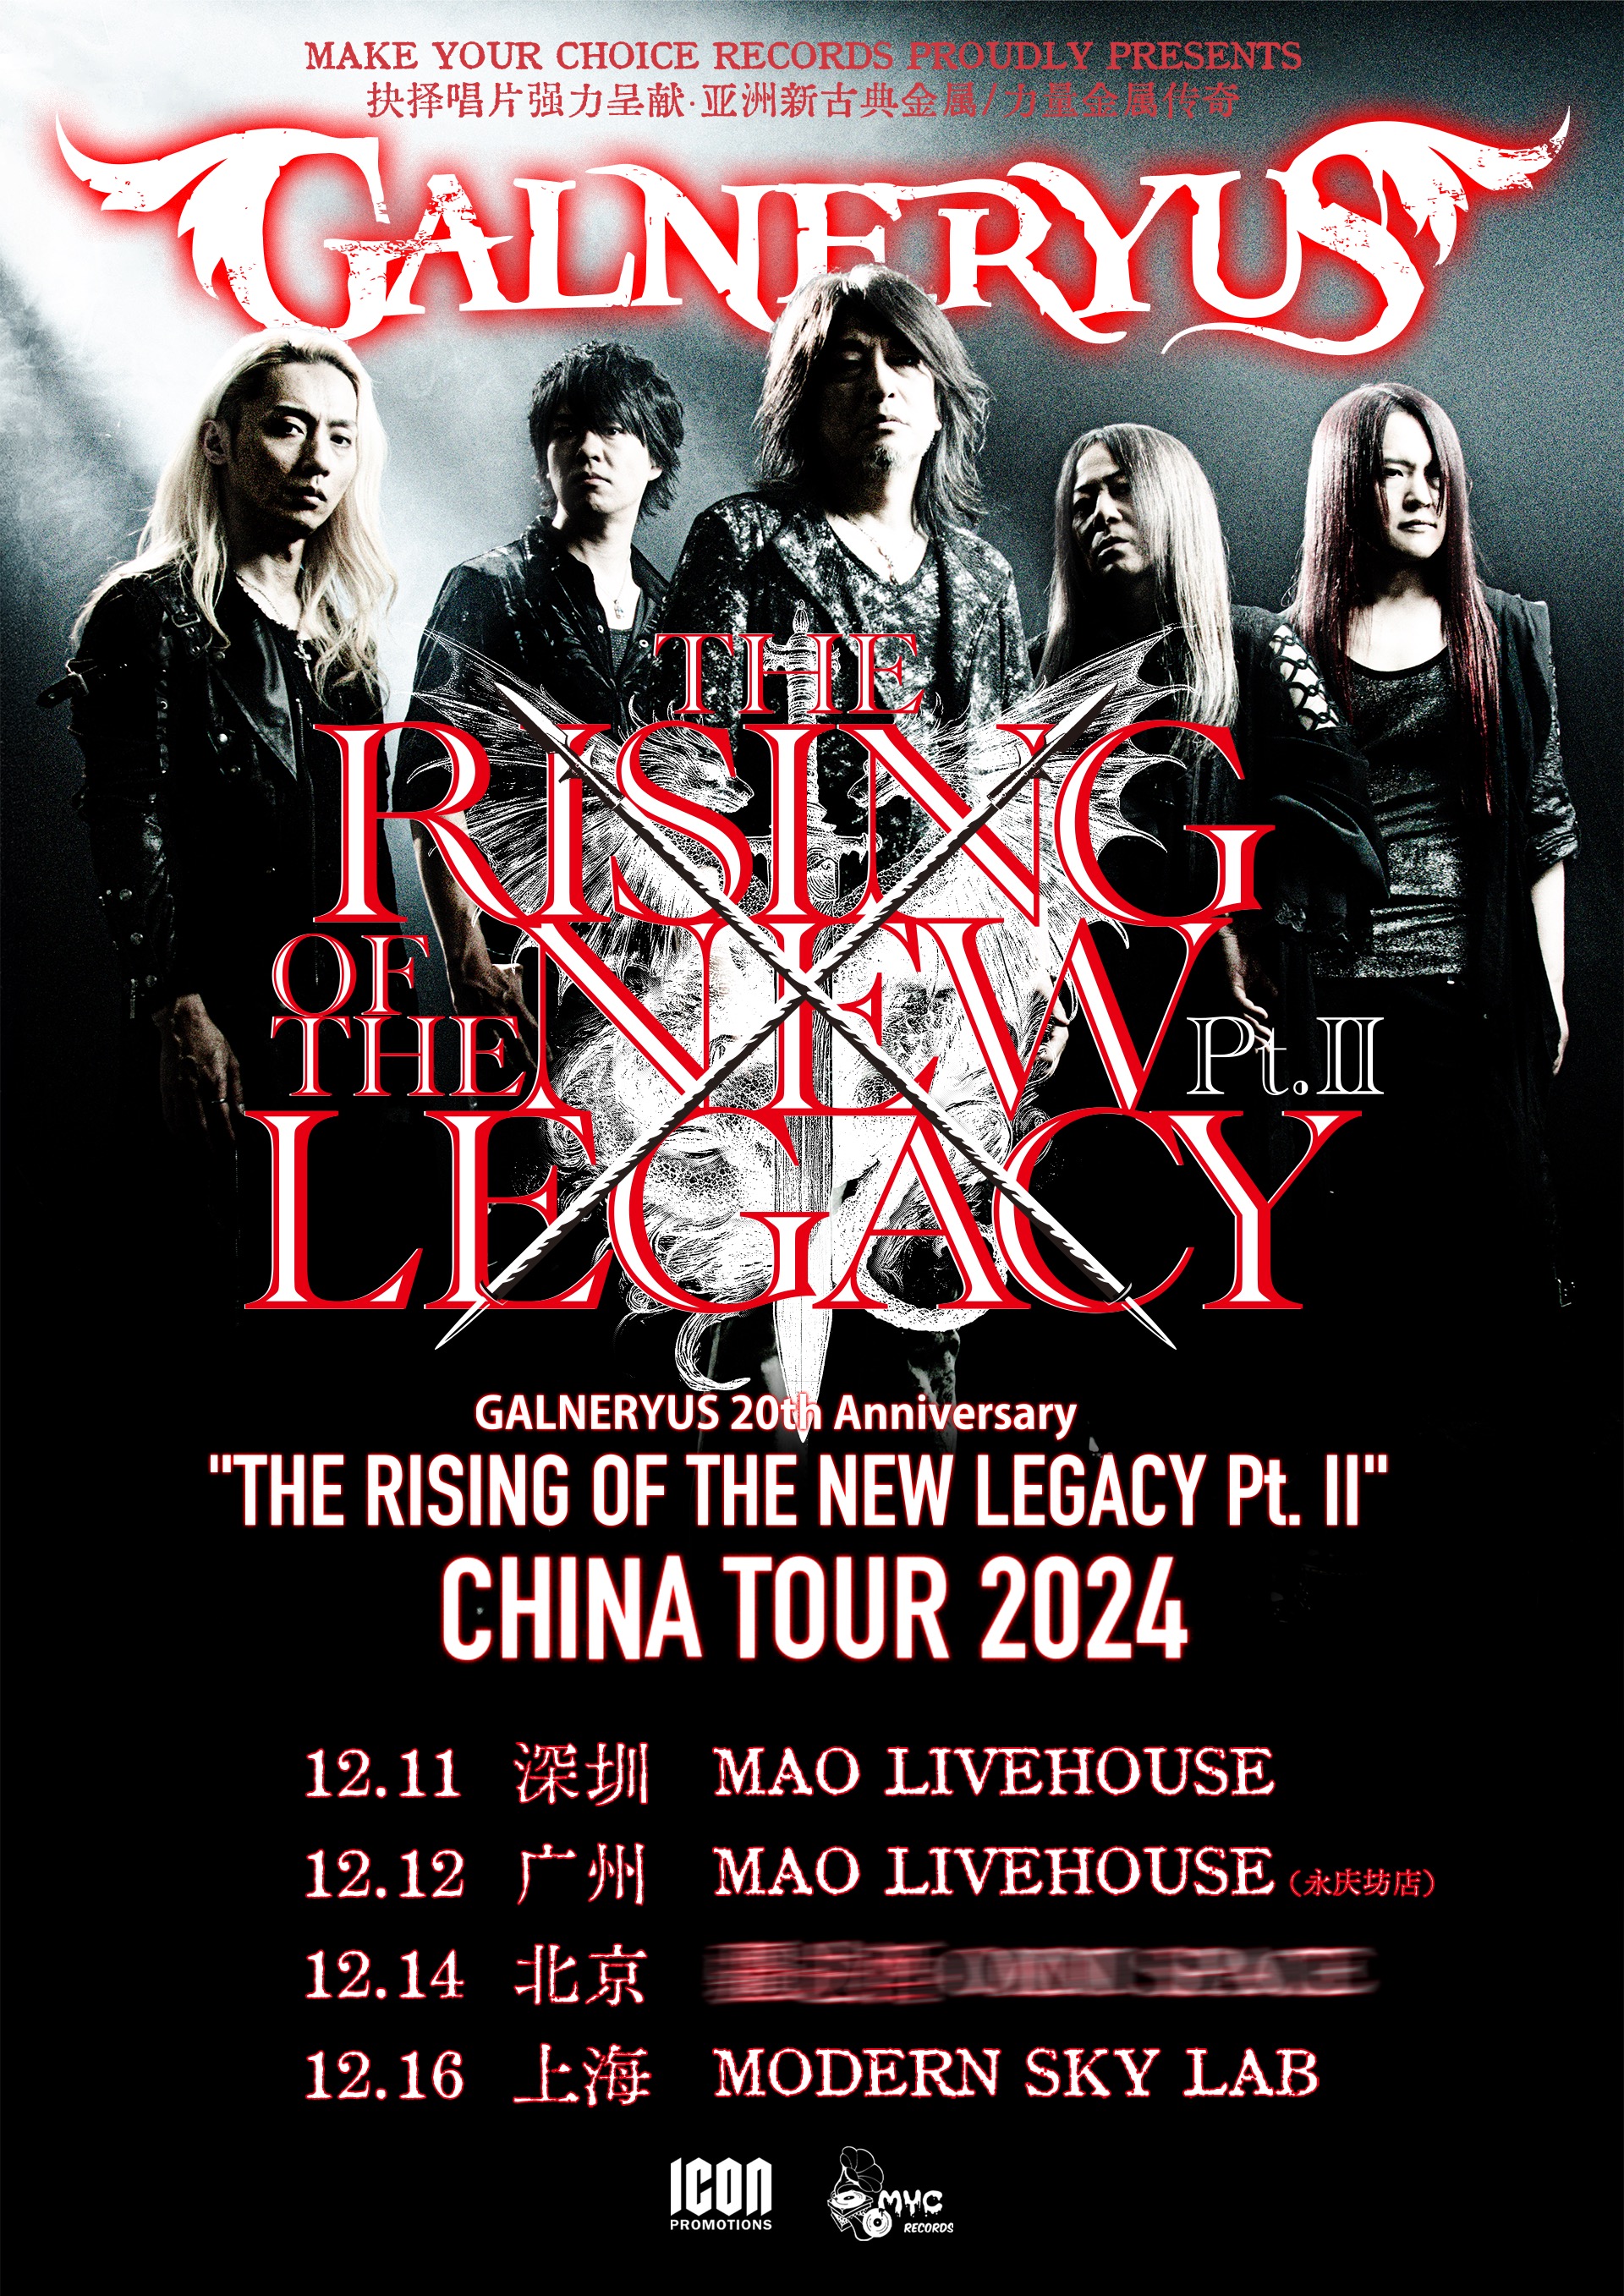 MAKE YOUR CHOICE RECORDS PROUDLY PRESENTS
抉择唱片强力呈献·亚洲新古典金属/力量金属传奇
GALNERYUS
THE
RISING
OF THE NEW
Pt.II
LEGACY
GALNERYUS 20th Anniversary
"THE RISING OF THE NEW LEGACY Pt. II"
CHINA TOUR 2024
12.11 深圳 MAO LIVEHOUSE
12.12 广州 MAO LIVEHOUSE（永庆坊店）
12.14 北京
12.16 上海 MODERN SKY LAB
ICON
PROMOTIONS
MYC
RECORDS